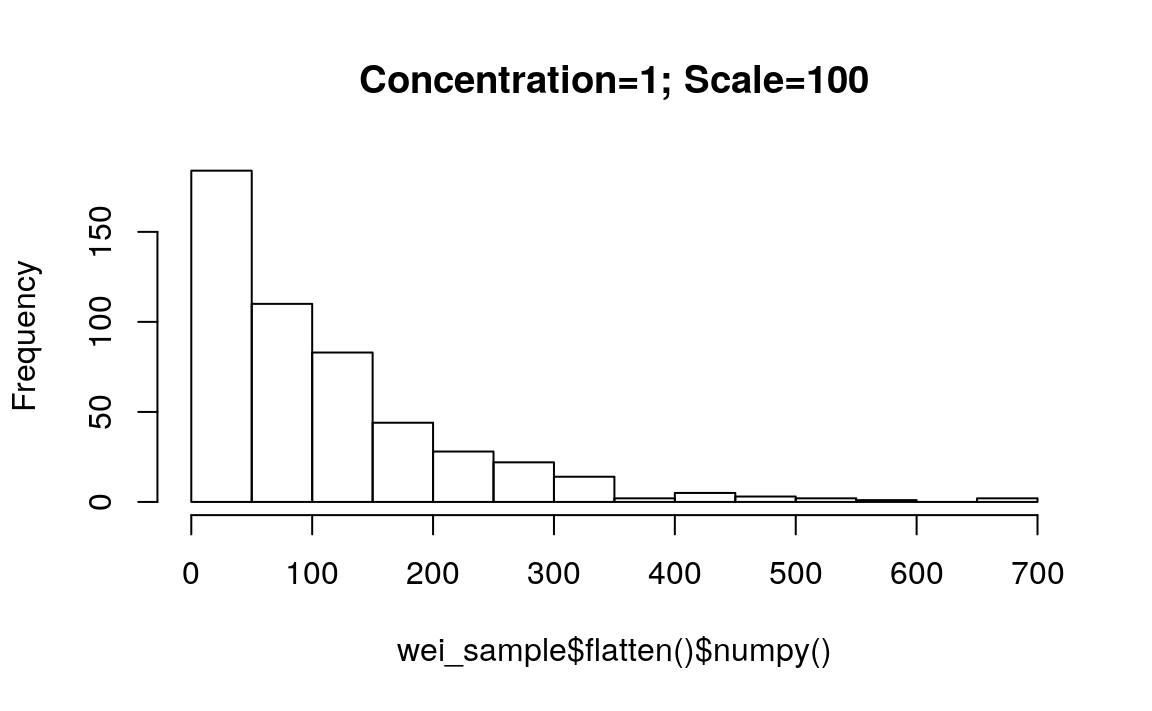 Concentration=1; Scale=100
Frequency
150
100
50
0
0 100 200 300 400 500 600 700
wei_sample$flatten()$numpy()